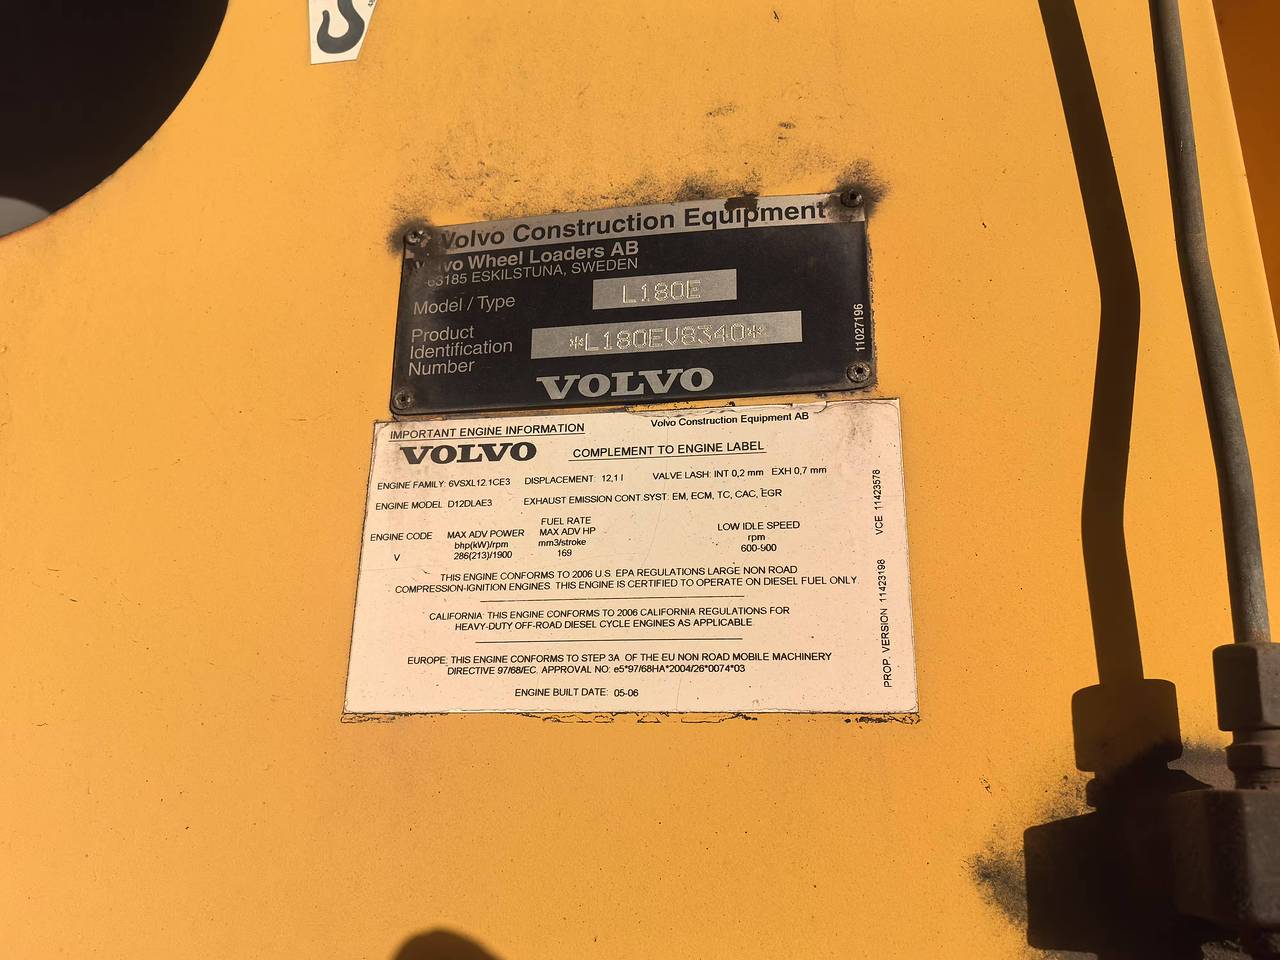 Volvo Construction Equipment
Volvo Wheel Loaders AB
63185 ESKILSTUNA, SWEDEN
Model / Type L180E
Product
Identification
Number
*L180EV8340*
11027196
VOLVO
IMPORTANT ENGINE INFORMATION
Volvo Construction Equipment AB
VOLVO
COMPLEMENT TO ENGINE LABEL
ENGINE FAMILY: 6VSXL12.1CE3 DISPLACEMENT: 12,1 l VALVE LASH: INT 0,2 mm EXH 0,7 mm
ENGINE MODEL D12DLAE3 EXHAUST EMISSION CONT.SYST: EM, ECM, TC, CAC, EGR
ENGINE CODE
V
MAX ADV POWER
bhp(kW)/rpm
286(213)/1900
FUEL RATE
MAX ADV HP
mm3/stroke
169
LOW IDLE SPEED
rpm
600-900
THIS ENGINE CONFORMS TO 2006 U.S. EPA REGULATIONS LARGE NON ROAD
COMPRESSION-IGNITION ENGINES. THIS ENGINE IS CERTIFIED TO OPERATE ON DIESEL FUEL ONLY.
CALIFORNIA: THIS ENGINE CONFORMS TO 2006 CALIFORNIA REGULATIONS FOR
HEAVY-DUTY OFF-ROAD DIESEL CYCLE ENGINES AS APPLICABLE
EUROPE: THIS ENGINE CONFORMS TO STEP 3A OF THE EU NON ROAD MOBILE MACHINERY
DIRECTIVE 97/68/EC. APPROVAL NO: e5*97/68HA*2004/26*0074*03
ENGINE BUILT DATE: 05-06
PROP. VERSION 11423198 VCE 11423578